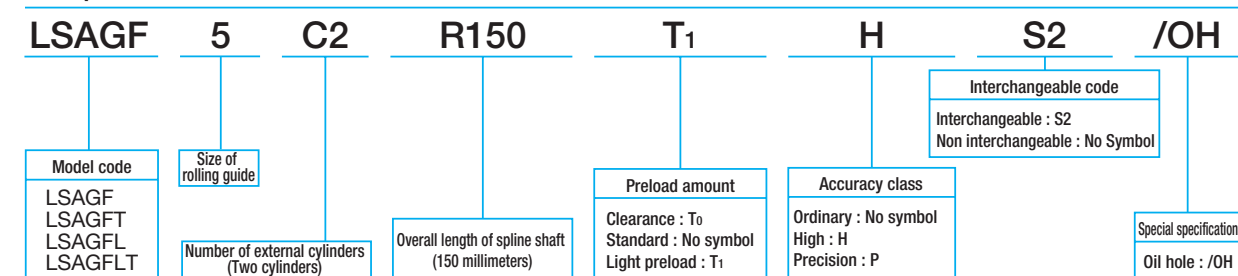 LSAGF 5 C2 R150 T1 H S2 /OH
Interchangeable code
Interchangeable : S2
Non interchangeable : No Symbol
Model code
LSAGF
LSAGFT
LSAGFL
LSAGFLT
Size of
rolling guide
Number of external cylinders
(Two cylinders)
Overall length of spline shaft
(150 millimeters)
Preload amount
Clearance : T0
Standard : No symbol
Light preload : T1
Accuracy class
Ordinary : No symbol
High : H
Precision : P
Special specification
Oil hole : /OH